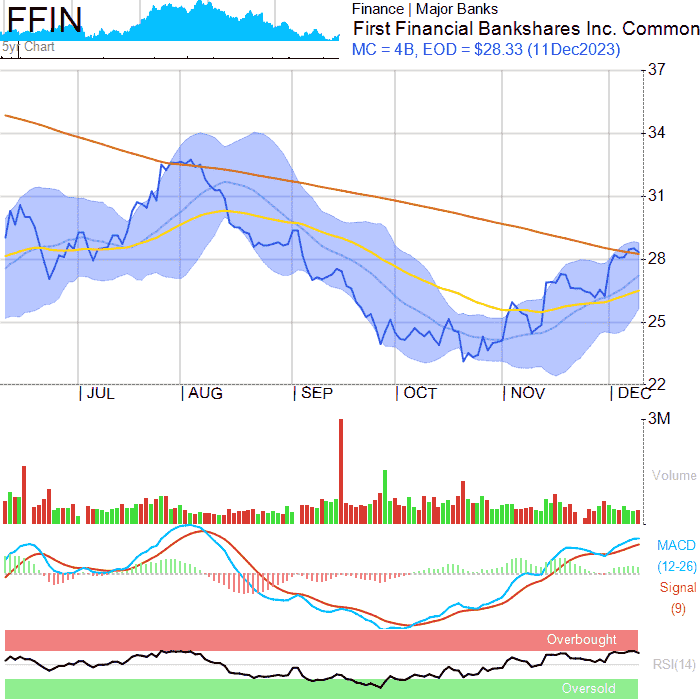 FFIN
5yr Chart
Finance | Major Banks
First Financial Bankshares Inc. Common
MC = 4B, EOD = $28.33 (11Dec2023)
37
34
31
28
25
22
| JUL | AUG | SEP | OCT | NOV | DEC
3M
Volume
MACD
(12-26)
Signal
(9)
Overbought
RSI(14)
Oversold